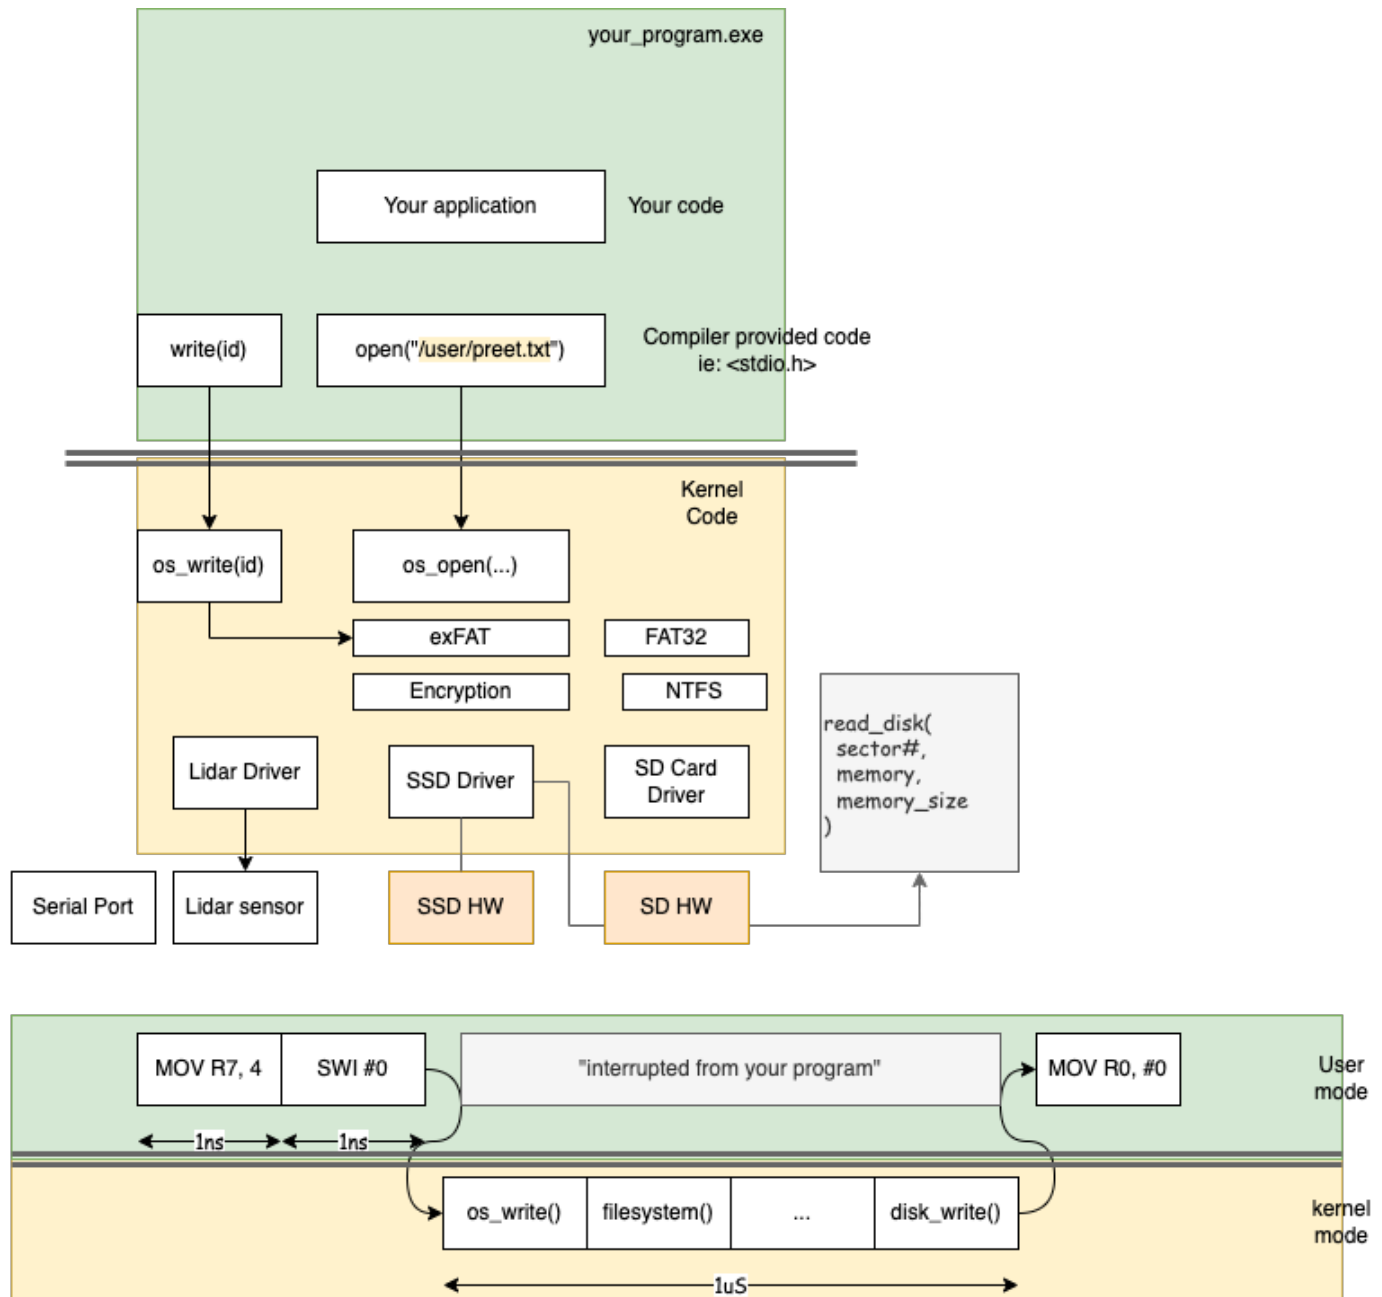 your_program.exe
Your application
Your code
write(id)
open("/user/preet.txt")
Compiler provided code
ie: <stdio.h>
Kernel
Code
os_write(id)
os_open(...)
exFAT
FAT32
Encryption
NTFS
read_disk(
sector#,
memory,
memory_size
)
Lidar Driver
SSD Driver
SD Card
Driver
Serial Port
Lidar sensor
SSD HW
SD HW
MOV R7, 4
SWI #0
"interrupted from your program"
MOV R0, #0
User
mode
1ns
1ns
os_write()
filesystem()
...
disk_write()
kernel
mode
1uS